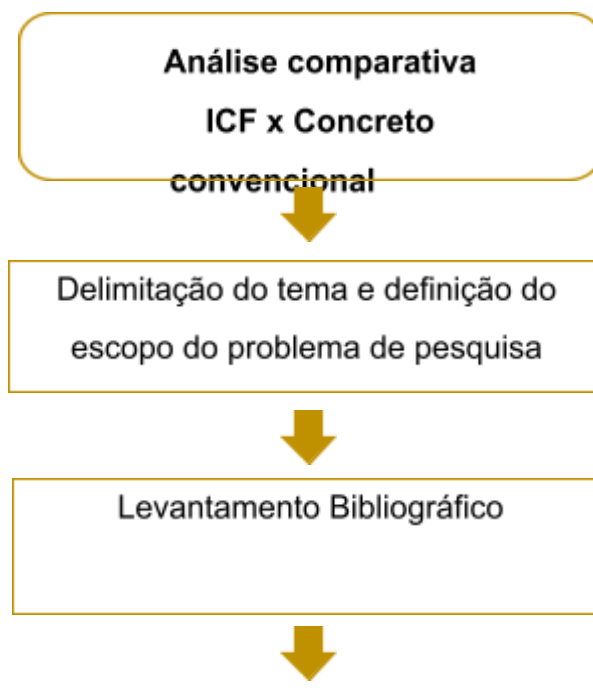 Análise comparativa
ICF x Concreto
convencional
Delimitação do tema e definição do
escopo do problema de pesquisa
Levantamento Bibliográfico